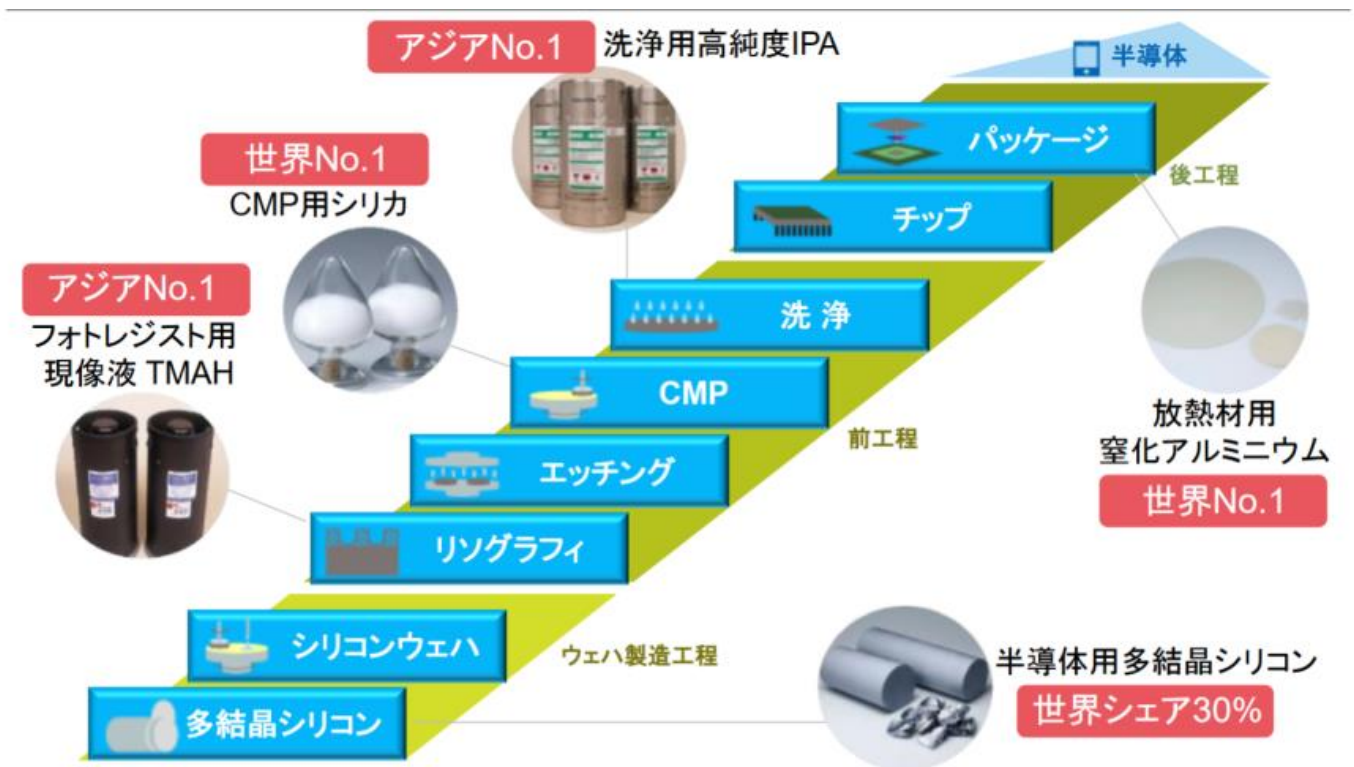 アジアNo.1
洗浄用高純度IPA
半導体
世界No.1
CMP用シリカ
パッケージ
後工程
チップ
アジアNo.1
フォトレジスト用
現像液 TMAH
洗 浄
CMP
前工程
放熱材用
窒化アルミニウム
世界No.1
エッチング
リソグラフィ
シリコンウェハ
ウェハ製造工程
半導体用多結晶シリコン
世界シェア30%
多結晶シリコン